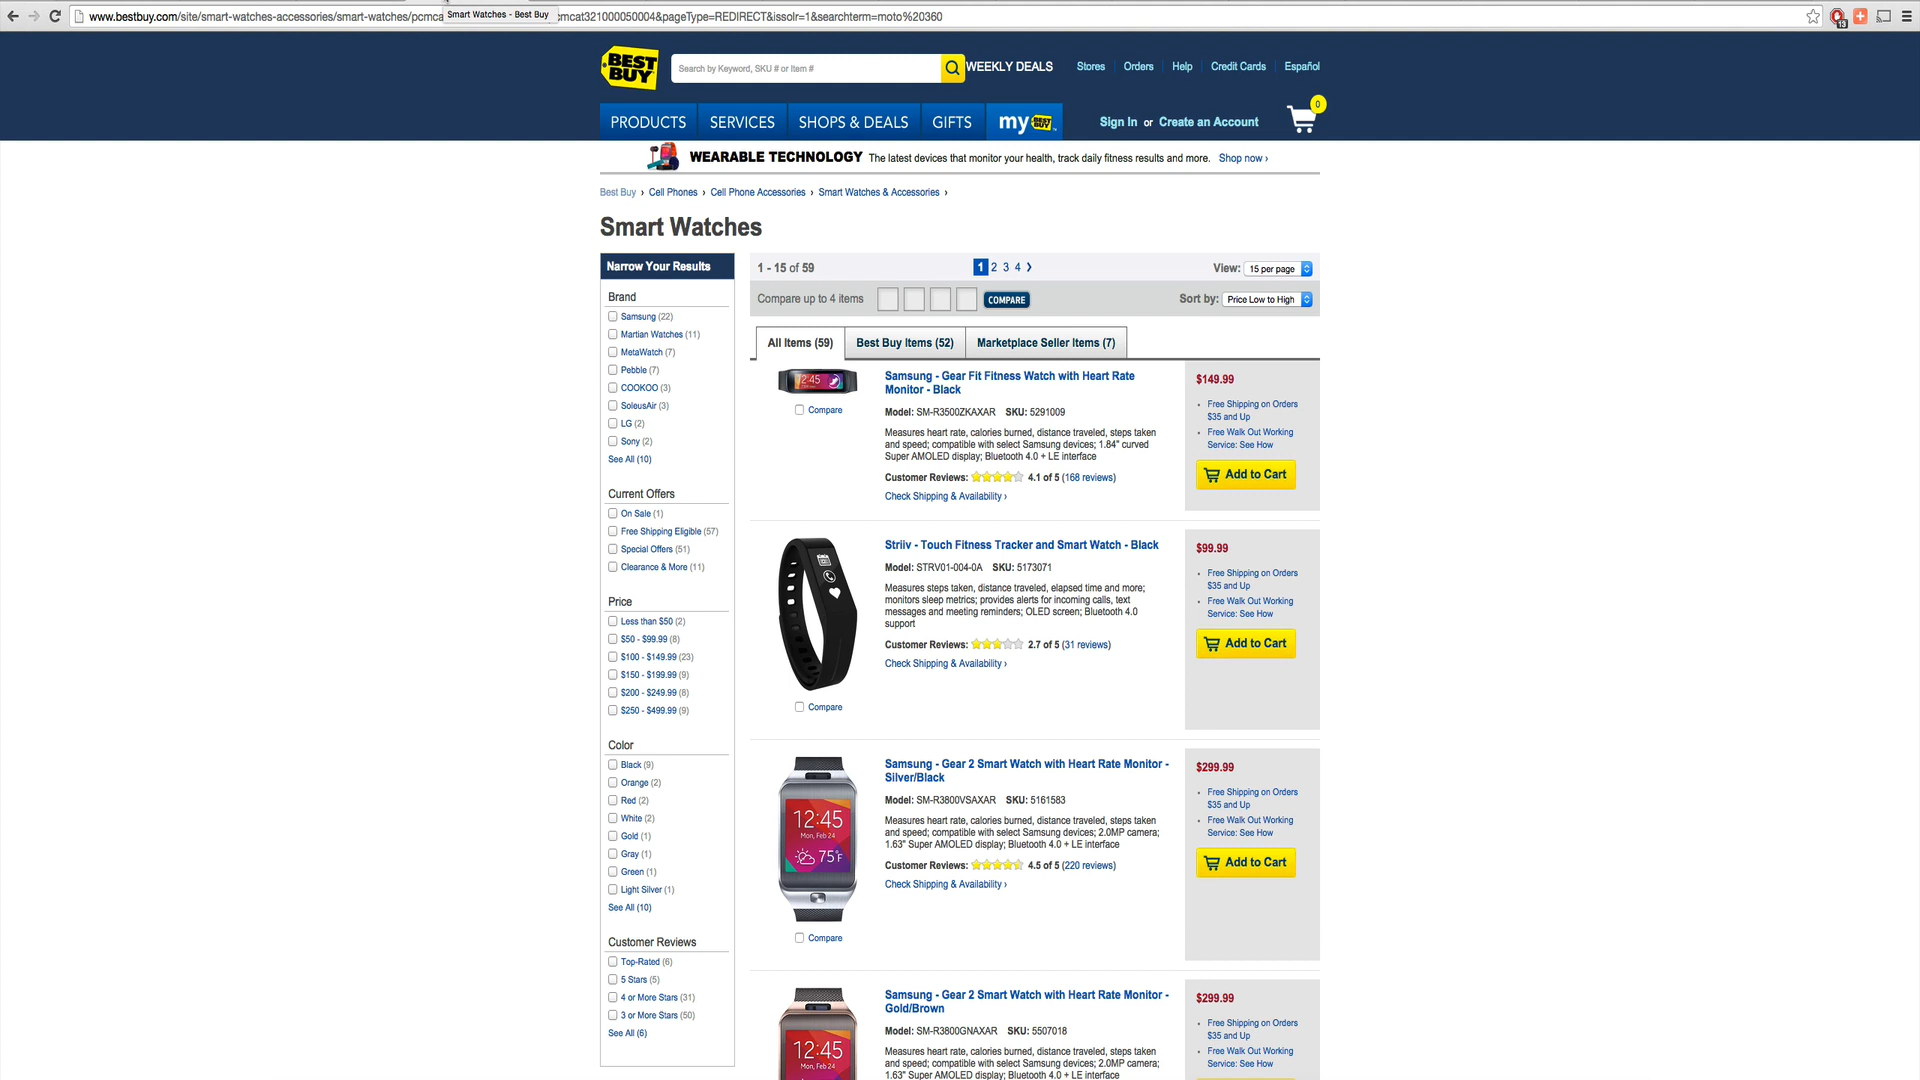 www.bestbuy.com/site/smart-watches-accessories/smart-watches/pcmca
Smart Watches - Best Buy
cmcat321000050004&pageType=REDIRECT&issolr=1&searchterm=moto%20360
13
BEST BUY
Search by Keyword, SKU # or Item #
WEEKLY DEALS
Stores
Orders
Help
Credit Cards
Español
PRODUCTS
SERVICES
SHOPS & DEALS
GIFTS
my BEST BUY
Sign In or Create an Account
0
WEARABLE TECHNOLOGY The latest devices that monitor your health, track daily fitness results and more. Shop now ›
Best Buy › Cell Phones › Cell Phone Accessories › Smart Watches & Accessories ›
Smart Watches
Narrow Your Results
Brand
Samsung (22)
Martian Watches (11)
MetaWatch (7)
Pebble (7)
COOKOO (3)
SoleusAir (3)
LG (2)
Sony (2)
See All (10)
Current Offers
On Sale (1)
Free Shipping Eligible (57)
Special Offers (51)
Clearance & More (11)
Price
Less than $50 (2)
$50 - $99.99 (8)
$100 - $149.99 (23)
$150 - $199.99 (9)
$200 - $249.99 (8)
$250 - $499.99 (9)
Color
Black (9)
Orange (2)
Red (2)
White (2)
Gold (1)
Gray (1)
Green (1)
Light Silver (1)
See All (10)
Customer Reviews
Top-Rated (6)
5 Stars (5)
4 or More Stars (31)
3 or More Stars (50)
See All (6)
1 - 15 of 59
1 2 3 4 ›
View: 15 per page
Compare up to 4 items
COMPARE
Sort by: Price Low to High
All Items (59)
Best Buy Items (52)
Marketplace Seller Items (7)
12:45
Compare
Samsung - Gear Fit Fitness Watch with Heart Rate
Monitor - Black
Model: SM-R3500ZKAXAR SKU: 5291009
Measures heart rate, calories burned, distance traveled, steps taken
and speed; compatible with select Samsung devices; 1.84" curved
Super AMOLED display; Bluetooth 4.0 + LE interface
Customer Reviews: 4.1 of 5 (168 reviews)
Check Shipping & Availability ›
$149.99
Free Shipping on Orders
$35 and Up
Free Walk Out Working
Service: See How
Add to Cart
Compare
Striiv - Touch Fitness Tracker and Smart Watch - Black
Model: STRV01-004-0A SKU: 5173071
Measures steps taken, distance traveled, elapsed time and more;
monitors sleep metrics; provides alerts for incoming calls, text
messages and meeting reminders; OLED screen; Bluetooth 4.0
support
Customer Reviews: 2.7 of 5 (31 reviews)
Check Shipping & Availability ›
$99.99
Free Shipping on Orders
$35 and Up
Free Walk Out Working
Service: See How
Add to Cart
12:45
Mon, Feb 24
75°F
Compare
Samsung - Gear 2 Smart Watch with Heart Rate Monitor -
Silver/Black
Model: SM-R3800VSAXAR SKU: 5161583
Measures heart rate, calories burned, distance traveled, steps taken
and speed; compatible with select Samsung devices; 2.0MP camera;
1.63" Super AMOLED display; Bluetooth 4.0 + LE interface
Customer Reviews: 4.5 of 5 (220 reviews)
Check Shipping & Availability ›
$299.99
Free Shipping on Orders
$35 and Up
Free Walk Out Working
Service: See How
Add to Cart
12:45
Mon, Feb 24
Samsung - Gear 2 Smart Watch with Heart Rate Monitor -
Gold/Brown
Model: SM-R3800GNAXAR SKU: 5507018
Measures heart rate, calories burned, distance traveled, steps taken
and speed; compatible with select Samsung devices; 2.0MP camera;
1.63" Super AMOLED display; Bluetooth 4.0 + LE interface
$299.99
Free Shipping on Orders
$35 and Up
Free Walk Out Working
Service: See How